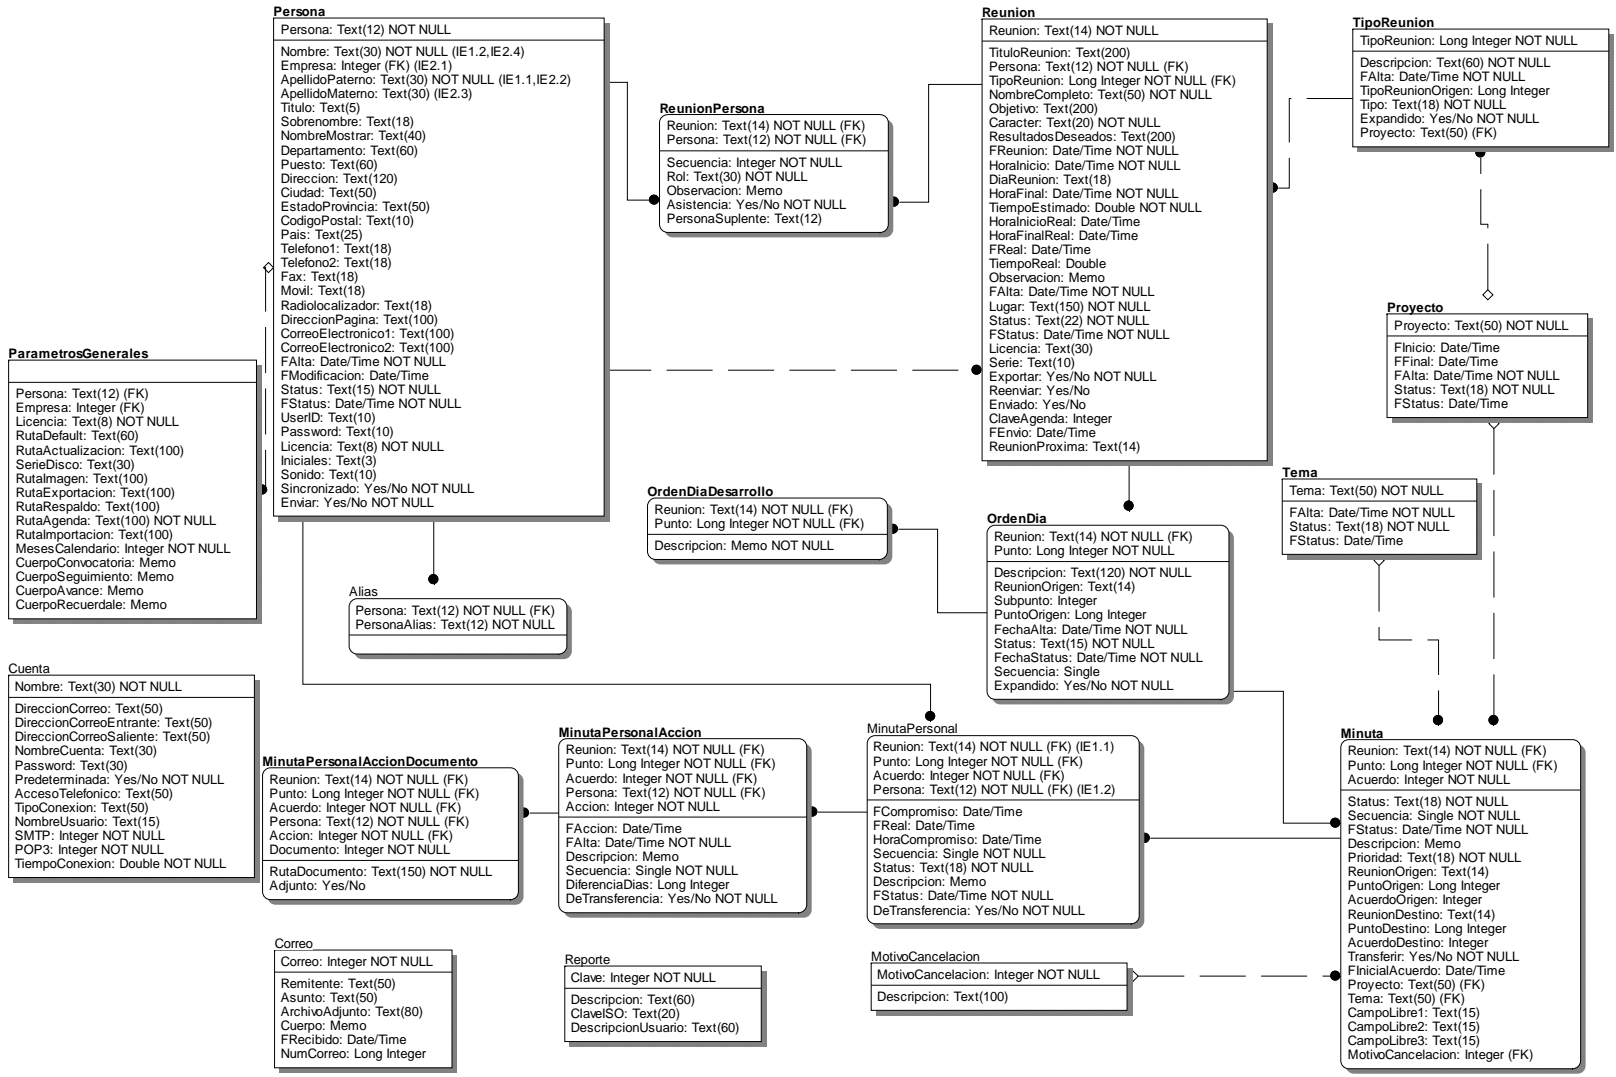 Persona
Persona: Text(12) NOT NULL
Nombre: Text(30) NOT NULL (IE1.2,IE2.4)
Empresa: Integer (FK) (IE2.1)
ApellidoPaterno: Text(30) NOT NULL (IE1.1,IE2.2)
ApellidoMaterno: Text(30) (IE2.3)
Titulo: Text(5)
Sobrenombre: Text(18)
NombreMostrar: Text(40)
Departamento: Text(60)
Puesto: Text(60)
Direccion: Text(120)
Ciudad: Text(50)
EstadoProvincia: Text(50)
CodigoPostal: Text(10)
Pais: Text(25)
Telefono1: Text(18)
Telefono2: Text(18)
Fax: Text(18)
Movil: Text(18)
Radiolocalizador: Text(18)
DireccionPagina: Text(100)
CorreoElectronico1: Text(100)
CorreoElectronico2: Text(100)
FAlta: Date/Time NOT NULL
FModificacion: Date/Time
Status: Text(15) NOT NULL
FStatus: Date/Time NOT NULL
UserID: Text(10)
Password: Text(10)
Licencia: Text(8) NOT NULL
Iniciales: Text(3)
Sonido: Text(10)
Sincronizado: Yes/No NOT NULL
Enviar: Yes/No NOT NULL
ReunionPersona
Reunion: Text(14) NOT NULL (FK)
Persona: Text(12) NOT NULL (FK)
Secuencia: Integer NOT NULL
Rol: Text(30) NOT NULL
Observacion: Memo
Asistencia: Yes/No NOT NULL
PersonaSuplente: Text(12)
Reunion
Reunion: Text(14) NOT NULL
TituloReunion: Text(200)
Persona: Text(12) NOT NULL (FK)
TipoReunion: Long Integer NOT NULL (FK)
NombreCompleto: Text(50) NOT NULL
Objetivo: Text(200)
Caracter: Text(20) NOT NULL
ResultadosDeseados: Text(200)
FReunion: Date/Time NOT NULL
HoraInicio: Date/Time NOT NULL
DiaReunion: Text(18)
HoraFinal: Date/Time NOT NULL
TiempoEstimado: Double NOT NULL
HoraInicioReal: Date/Time
HoraFinalReal: Date/Time
FReal: Date/Time
TiempoReal: Double
Observacion: Memo
FAlta: Date/Time NOT NULL
Lugar: Text(150) NOT NULL
Status: Text(22) NOT NULL
FStatus: Date/Time NOT NULL
Licencia: Text(30)
Serie: Text(10)
Exportar: Yes/No NOT NULL
Reenviar: Yes/No
Enviado: Yes/No
ClaveAgenda: Integer
FEnvio: Date/Time
ReunionProxima: Text(14)
TipoReunion
TipoReunion: Long Integer NOT NULL
Descripcion: Text(60) NOT NULL
FAlta: Date/Time NOT NULL
TipoReunionOrigen: Long Integer
Tipo: Text(18) NOT NULL
Expandido: Yes/No NOT NULL
Proyecto: Text(50) (FK)
Proyecto
Proyecto: Text(50) NOT NULL
FInicio: Date/Time
FFinal: Date/Time
FAlta: Date/Time NOT NULL
Status: Text(18) NOT NULL
FStatus: Date/Time
ParametrosGenerales
Persona: Text(12) (FK)
Empresa: Integer (FK)
Licencia: Text(8) NOT NULL
RutaDefault: Text(60)
RutaActualizacion: Text(100)
SerieDisco: Text(30)
RutaImagen: Text(100)
RutaExportacion: Text(100)
RutaRespaldo: Text(100)
RutaAgenda: Text(100) NOT NULL
RutaImportacion: Text(100)
MesesCalendario: Integer NOT NULL
CuerpoConvocatoria: Memo
CuerpoSeguimiento: Memo
CuerpoAvance: Memo
CuerpoRecuerdale: Memo
Tema
Tema: Text(50) NOT NULL
FAlta: Date/Time NOT NULL
Status: Text(18) NOT NULL
FStatus: Date/Time
OrdenDiaDesarrollo
Reunion: Text(14) NOT NULL (FK)
Punto: Long Integer NOT NULL (FK)
Descripcion: Memo NOT NULL
OrdenDia
Reunion: Text(14) NOT NULL (FK)
Punto: Long Integer NOT NULL
Descripcion: Text(120) NOT NULL
ReunionOrigen: Text(14)
Subpunto: Integer
PuntoOrigen: Long Integer
FechaAlta: Date/Time NOT NULL
Status: Text(15) NOT NULL
FechaStatus: Date/Time NOT NULL
Secuencia: Single
Expandido: Yes/No NOT NULL
Alias
Persona: Text(12) NOT NULL (FK)
PersonaAlias: Text(12) NOT NULL
Cuenta
Nombre: Text(30) NOT NULL
DireccionCorreo: Text(50)
DireccionCorreoEntrante: Text(50)
DireccionCorreoSaliente: Text(50)
NombreCuenta: Text(30)
Password: Text(30)
Predeterminada: Yes/No NOT NULL
AccesoTelefonico: Text(50)
TipoConexion: Text(50)
NombreUsuario: Text(15)
SMTP: Integer NOT NULL
POP3: Integer NOT NULL
TiempoConexion: Double NOT NULL
MinutaPersonalAccionDocumento
Reunion: Text(14) NOT NULL (FK)
Punto: Long Integer NOT NULL (FK)
Acuerdo: Integer NOT NULL (FK)
Persona: Text(12) NOT NULL (FK)
Accion: Integer NOT NULL (FK)
Documento: Integer NOT NULL
RutaDocumento: Text(150) NOT NULL
Adjunto: Yes/No
MinutaPersonalAccion
Reunion: Text(14) NOT NULL (FK)
Punto: Long Integer NOT NULL (FK)
Acuerdo: Integer NOT NULL (FK)
Persona: Text(12) NOT NULL (FK)
Accion: Integer NOT NULL
FAccion: Date/Time
FAlta: Date/Time NOT NULL
Descripcion: Memo
Secuencia: Single NOT NULL
DiferenciaDias: Long Integer
DeTransferencia: Yes/No NOT NULL
MinutaPersonal
Reunion: Text(14) NOT NULL (FK) (IE1.1)
Punto: Long Integer NOT NULL (FK)
Acuerdo: Integer NOT NULL (FK)
Persona: Text(12) NOT NULL (FK) (IE1.2)
FCompromiso: Date/Time
FReal: Date/Time
HoraCompromiso: Date/Time
Secuencia: Single NOT NULL
Status: Text(18) NOT NULL
Descripcion: Memo
FStatus: Date/Time NOT NULL
DeTransferencia: Yes/No NOT NULL
Minuta
Reunion: Text(14) NOT NULL (FK)
Punto: Long Integer NOT NULL (FK)
Acuerdo: Integer NOT NULL
Status: Text(18) NOT NULL
Secuencia: Single NOT NULL
FStatus: Date/Time NOT NULL
Descripcion: Memo
Prioridad: Text(18) NOT NULL
ReunionOrigen: Text(14)
PuntoOrigen: Long Integer
AcuerdoOrigen: Integer
ReunionDestino: Text(14)
PuntoDestino: Long Integer
AcuerdoDestino: Integer
Transferir: Yes/No NOT NULL
FInicialAcuerdo: Date/Time
Proyecto: Text(50) (FK)
Tema: Text(50) (FK)
CampoLibre1: Text(15)
CampoLibre2: Text(15)
CampoLibre3: Text(15)
MotivoCancelacion: Integer (FK)
Correo
Correo: Integer NOT NULL
Remitente: Text(50)
Asunto: Text(50)
ArchivoAdjunto: Text(80)
Cuerpo: Memo
FRecibido: Date/Time
NumCorreo: Long Integer
Reporte
Clave: Integer NOT NULL
Descripcion: Text(60)
ClaveISO: Text(20)
DescripcionUsuario: Text(60)
MotivoCancelacion
MotivoCancelacion: Integer NOT NULL
Descripcion: Text(100)